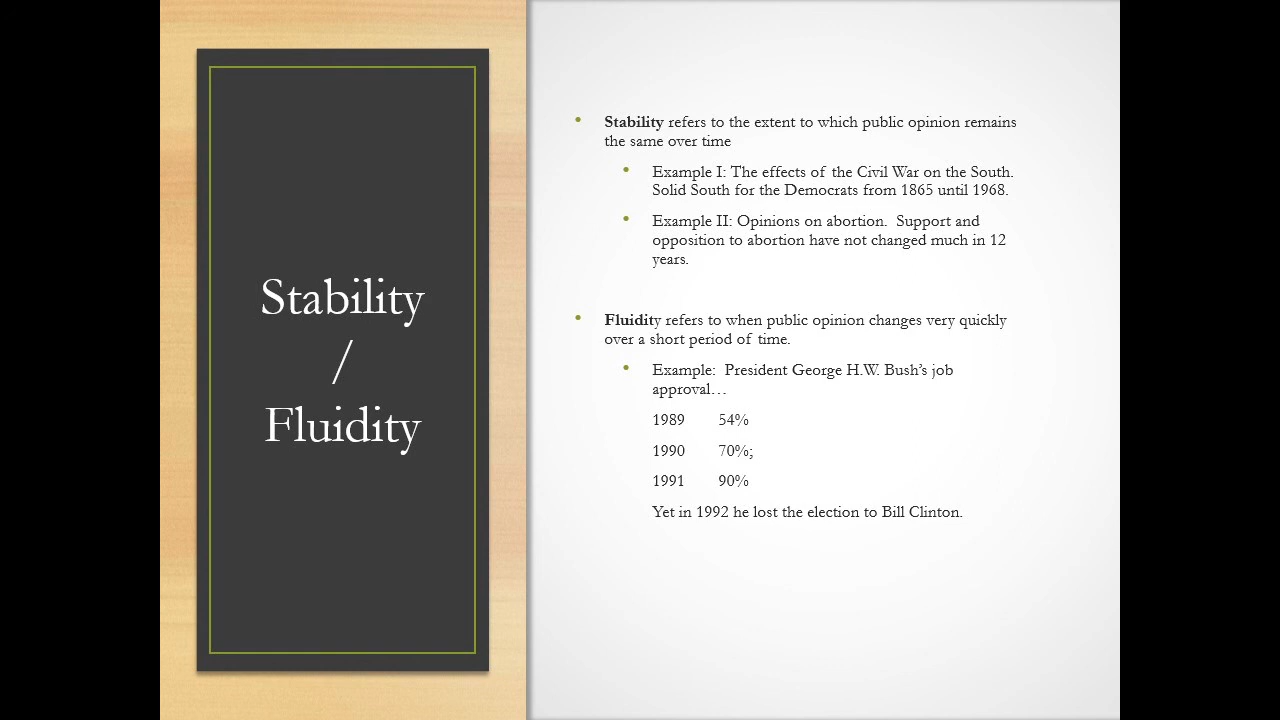 Stability
/
Fluidity
• Stability refers to the extent to which public opinion remains
the same over time
• Example I: The effects of the Civil War on the South.
Solid South for the Democrats from 1865 until 1968.
• Example II: Opinions on abortion.  Support and
opposition to abortion have not changed much in 12
years.
• Fluidity refers to when public opinion changes very quickly
over a short period of time.
• Example:  President George H.W. Bush’s job
approval…
1989 54%
1990 70%;
1991 90%
Yet in 1992 he lost the election to Bill Clinton.